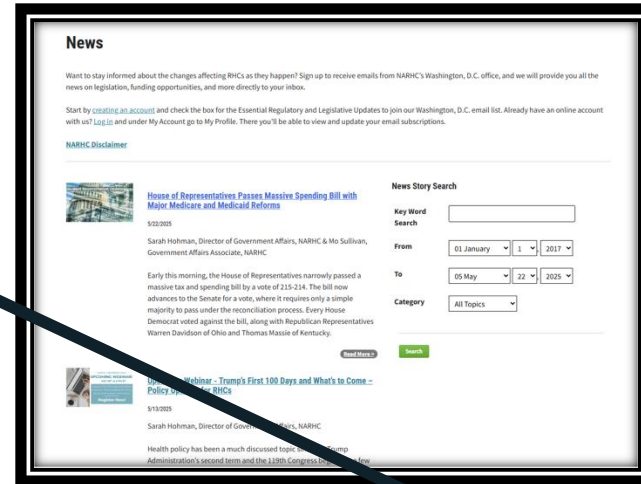 News
Want to stay informed about the changes affecting RHCs as they happen? Sign up to receive emails from NARHC's Washington, D.C. office, and we will provide you all the
news on legislation, funding opportunities, and more directly to your inbox.
Start by creating an account and check the box for the Essential Regulatory and Legislative Updates to join our Washington, D.C. email list. Already have an online account
with us? Log in and under My Account go to My Profile. There you'll be able to view and update your email subscriptions.
NARHC Disclaimer
House of Representatives Passes Massive Spending Bill with
Major Medicare and Medicaid Reforms
5/22/2025
Sarah Hohman, Director of Government Affairs, NARHC & Mo Sullivan,
Government Affairs Associate, NARHC
Early this morning, the House of Representatives narrowly passed a
massive tax and spending bill by a vote of 215-214. The bill now
advances to the Senate for a vote, where it requires only a simple
majority to pass under the reconciliation process. Every House
Democrat voted against the bill, along with Republican Representatives
Warren Davidson of Ohio and Thomas Massie of Kentucky.
Read More >
News Story Search
Key Word
Search
From 01 January 1 , 2017
To 05 May 22 , 2025
Category All Topics
Search
UPCOMING WEBINAR
Register Now!
Webinar - Trump's First 100 Days and What's to Come –
Policy for RHCs
5/13/2025
Sarah Hohman, Director of Affairs, NARHC
Health policy has been a much discussed topic Trump
Administration's second term and the 119th Congress few